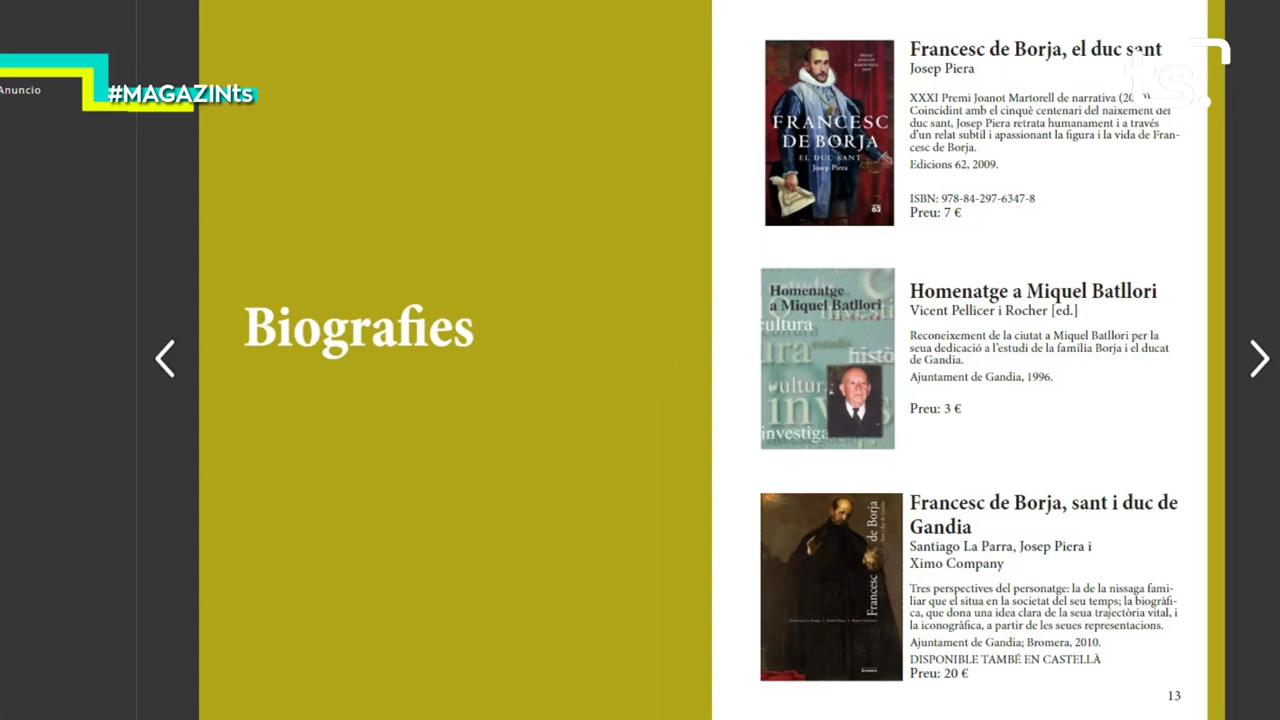 Anuncio
#MAGAZINts
ts.
Biografies
FRANCESC
DE BORJA
EL DUC SANT
Josep Piera
62
Francesc de Borja, el duc sant
Josep Piera
XXXI Premi Joanot Martorell de narrativa
Coincidint amb el cinquè centenari del naixement del
duc sant, Josep Piera retrata humanament i a través
d'un relat subtil i apassionant la figura i la vida de Fran-
cesc de Borja.
Edicions 62, 2009.
ISBN: 978-84-297-6347-8
Preu: 7 €
Homenatge
a Miquel Batllori
cultura
estudis
histò
cultur
inv
investiga
Homenatge a Miquel Batllori
Vicent Pellicer i Rocher [ed.]
Reconeixement de la ciutat a Miquel Batllori per la
seua dedicació a l'estudi de la família Borja i el ducat
de Gandia.
Ajuntament de Gandia, 1996.
Preu: 3 €
Francesc de Borja
Francesc de Borja, sant i duc de
Gandia
Santiago La Parra, Josep Piera i
Ximo Company
Tres perspectives del personatge: la de la nissaga fami-
liar que el situa en la societat del seu temps; la biogràfi-
ca, que dona una idea clara de la seua trajectòria vital, i
la iconogràfica, a partir de les seues representacions.
Ajuntament de Gandia; Bromera, 2010.
DISPONIBLE TAMBÉ EN CASTELLÀ
Preu: 20 €
13